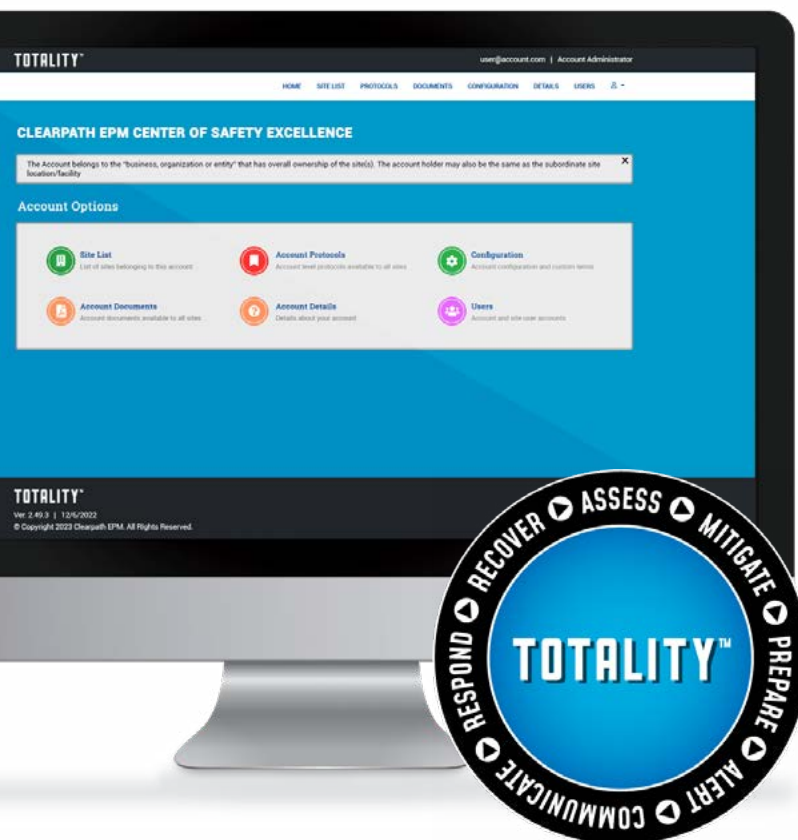 TOTALITY™
user@account.com | Account Administrator
HOME SITE LIST PROTOCOLS DOCUMENTS CONFIGURATION DETAILS USERS
CLEARPATH EPM CENTER OF SAFETY EXCELLENCE
The Account belongs to the "business, organization or entity" that has overall ownership of the site(s). The account holder may also be the same as the subordinate site
location/facility
X
Account Options
Site List
List of sites belonging to this account
Account Protocols
Account level protocols available to all sites
Configuration
Account configuration and custom terms
Account Documents
Account documents available to all sites
Account Details
Details about your account
Users
Account and site user accounts
TOTALITY™
Ver. 2.49.3 | 12/6/2022
© Copyright 2023 Clearpath EPM. All Rights Reserved.
ASSESS
MITIGATE
PREPARE
ALERT
COMMUNICATE
RESPOND
RECOVER
TOTALITY™